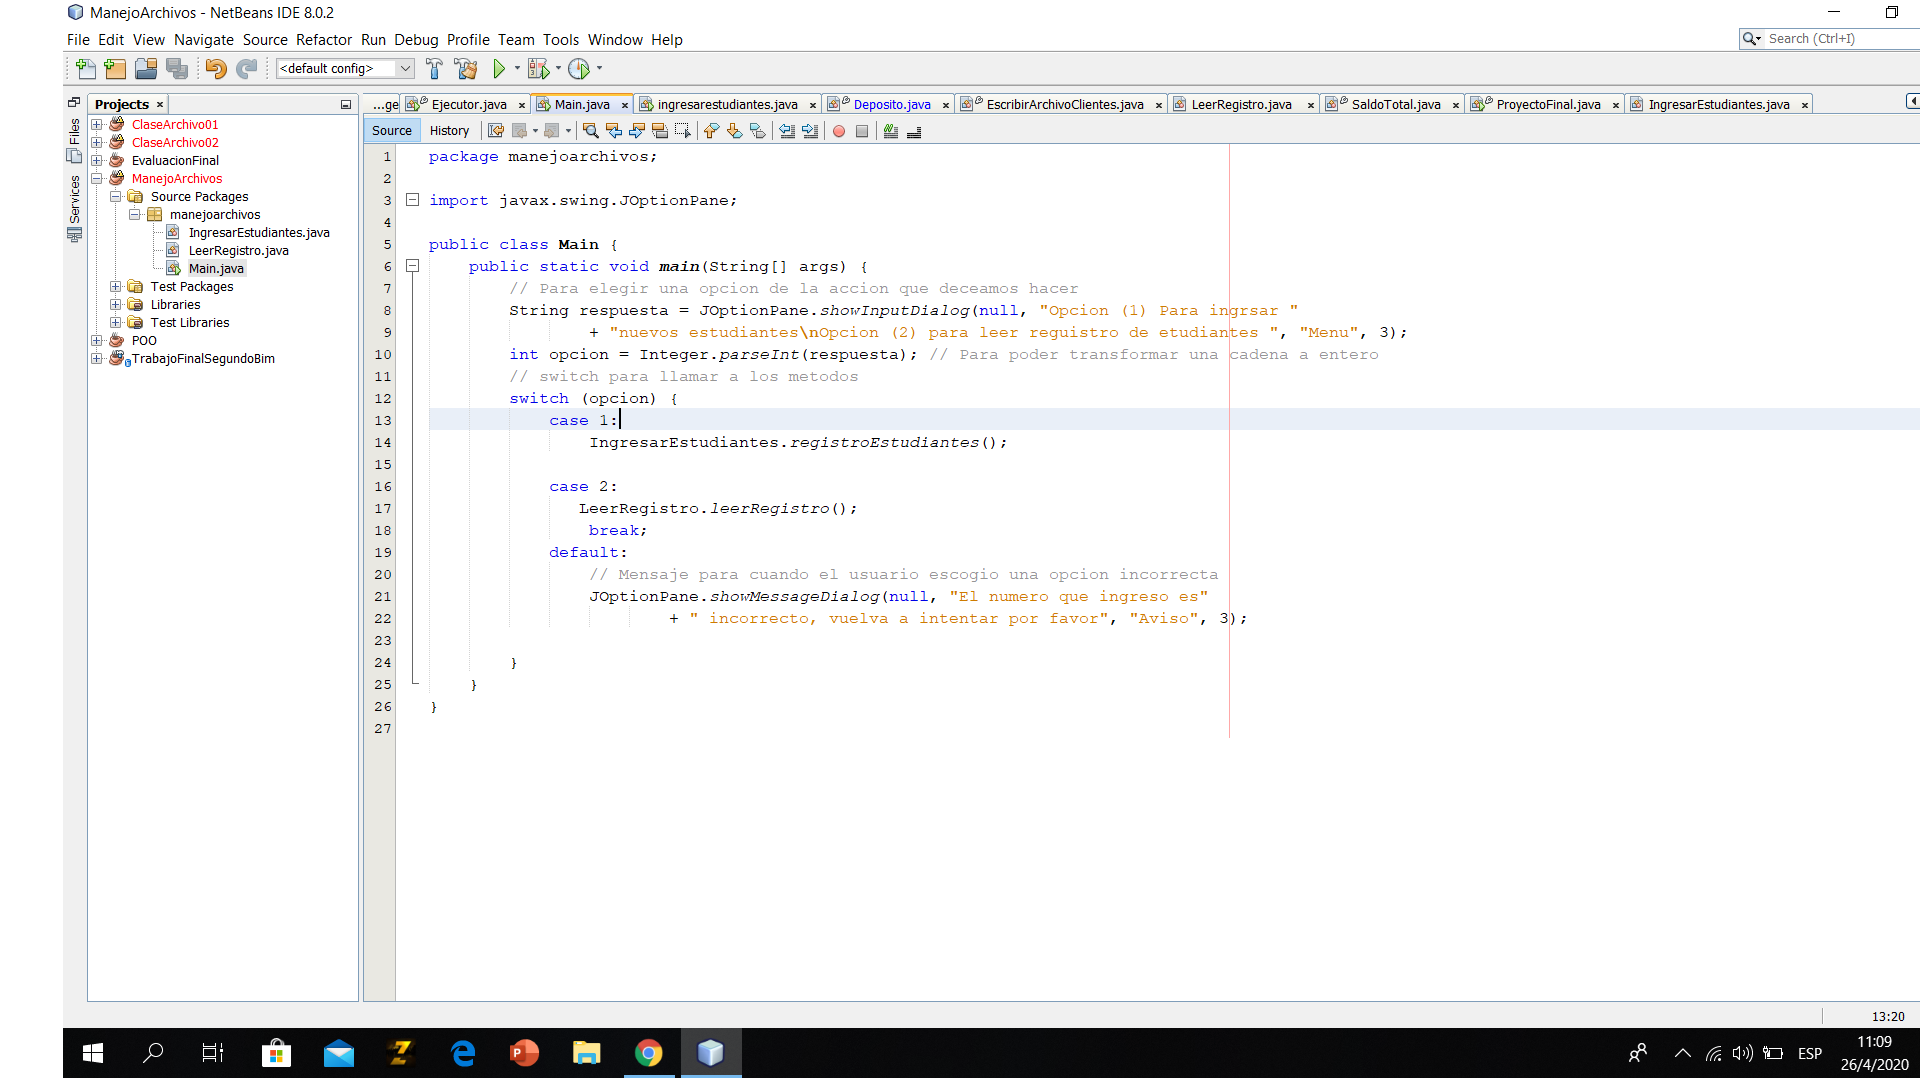 ManejoArchivos - NetBeans IDE 8.0.2
File Edit View Navigate Source Refactor Run Debug Profile Team Tools Window Help
Search (Ctrl+I)
<default config>
Files
Services
Projects
ClaseArchivo01
ClaseArchivo02
EvaluacionFinal
ManejoArchivos
Source Packages
manejoarchivos
IngresarEstudiantes.java
LeerRegistro.java
Main.java
Test Packages
Libraries
Test Libraries
POO
TrabajoFinalSegundoBim
...ge Ejecutor.java Main.java ingresarestudiantes.java Deposito.java EscribirArchivoClientes.java LeerRegistro.java SaldoTotal.java ProyectoFinal.java IngresarEstudiantes.java
Source History
1 package manejoarchivos;
2
3 import javax.swing.JOptionPane;
4
5 public class Main {
6 public static void main(String[] args) {
7 // Para elegir una opcion de la accion que deceamos hacer
8 String respuesta = JOptionPane.showInputDialog(null, "Opcion (1) Para ingrsar "
9 + "nuevos estudiantes\nOpcion (2) para leer reguistro de etudiantes ", "Menu", 3);
10 int opcion = Integer.parseInt(respuesta); // Para poder transformar una cadena a entero
11 // switch para llamar a los metodos
12 switch (opcion) {
13 case 1:
14 IngresarEstudiantes.registroEstudiantes();
15
16 case 2:
17 LeerRegistro.leerRegistro();
18 break;
19 default:
20 // Mensaje para cuando el usuario escogio una opcion incorrecta
21 JOptionPane.showMessageDialog(null, "El numero que ingreso es"
22 + " incorrecto, vuelva a intentar por favor", "Aviso", 3);
23
24 }
25 }
26 }
27
13:20
ESP
11:09
26/4/2020